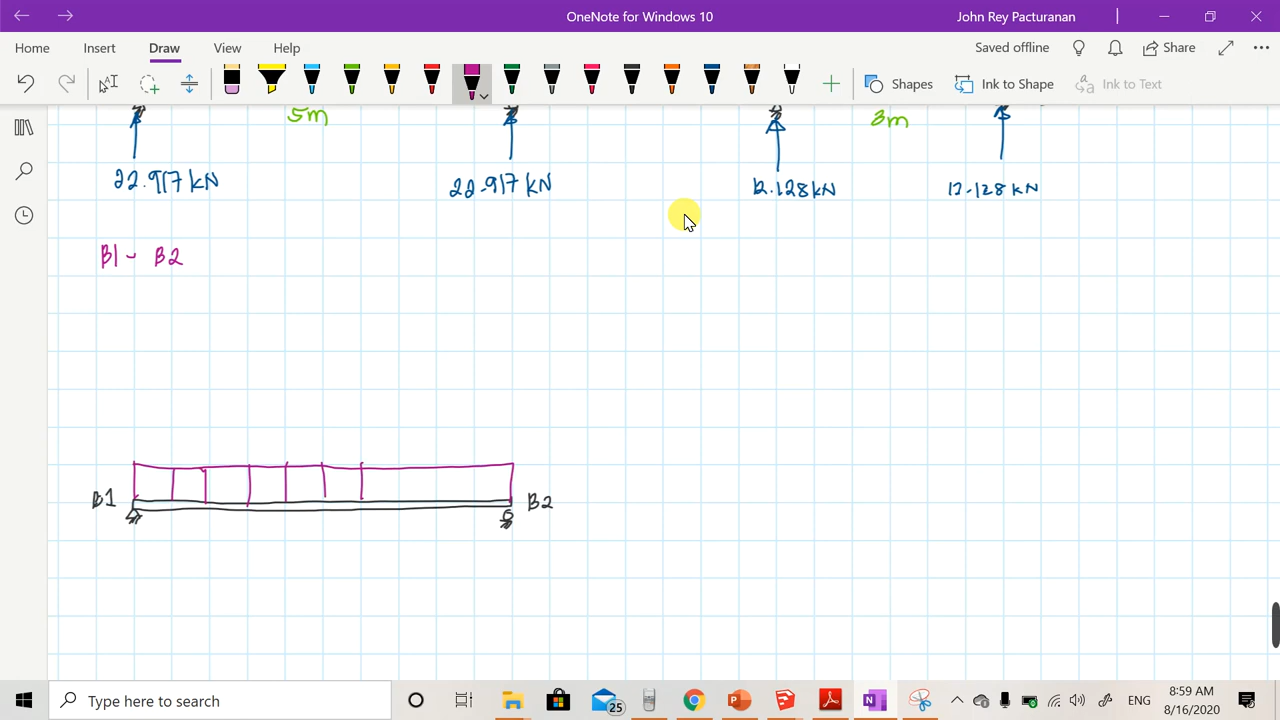 OneNote for Windows 10
John Rey Pacturanan
Home Insert Draw View Help
Saved offline
Share
Shapes
Ink to Shape
Ink to Text
5m
3m
22.917 kN
22.917 kN
12.128 kN
12.128 kN
B1 - B2
B1
B2
Type here to search
25
ENG
8:59 AM
8/16/2020